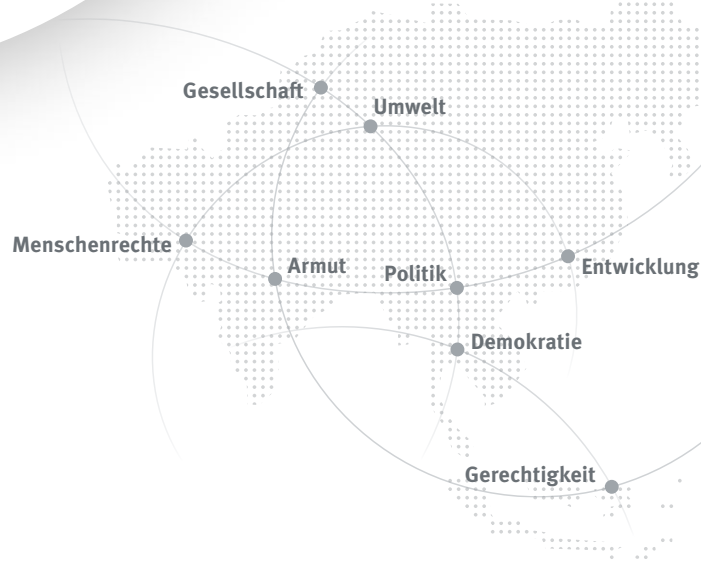 Gesellschaft
Umwelt
Menschenrechte
Armut
Politik
Entwicklung
Demokratie
Gerechtigkeit